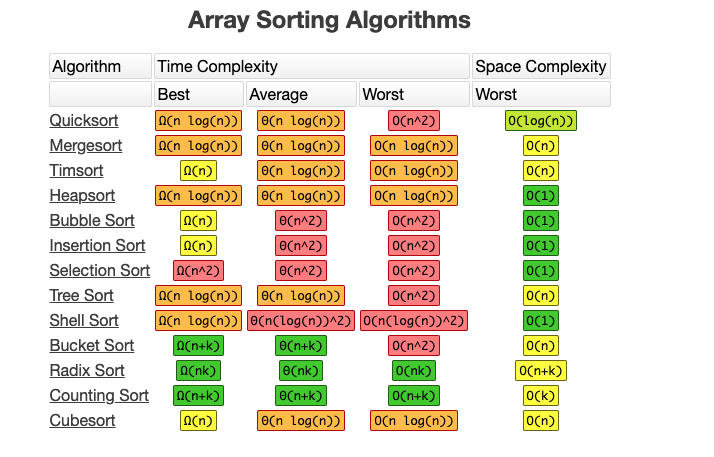 Array Sorting Algorithms
Algorithm Time Complexity Space Complexity
Best Average Worst Worst
Quicksort Ω(n log(n)) Θ(n log(n)) O(n^2) O(log(n))
Mergesort Ω(n log(n)) Θ(n log(n)) O(n log(n)) O(n)
Timsort Ω(n) Θ(n log(n)) O(n log(n)) O(n)
Heapsort Ω(n log(n)) Θ(n log(n)) O(n log(n)) O(1)
Bubble Sort Ω(n) Θ(n^2) O(n^2) O(1)
Insertion Sort Ω(n) Θ(n^2) O(n^2) O(1)
Selection Sort Ω(n^2) Θ(n^2) O(n^2) O(1)
Tree Sort Ω(n log(n)) Θ(n log(n)) O(n^2) O(n)
Shell Sort Ω(n log(n)) Θ(n(log(n))^2) O(n(log(n))^2) O(1)
Bucket Sort Ω(n+k) Θ(n+k) O(n^2) O(n)
Radix Sort Ω(nk) Θ(nk) O(nk) O(n+k)
Counting Sort Ω(n+k) Θ(n+k) O(n+k) O(k)
Cubesort Ω(n) Θ(n log(n)) O(n log(n)) O(n)